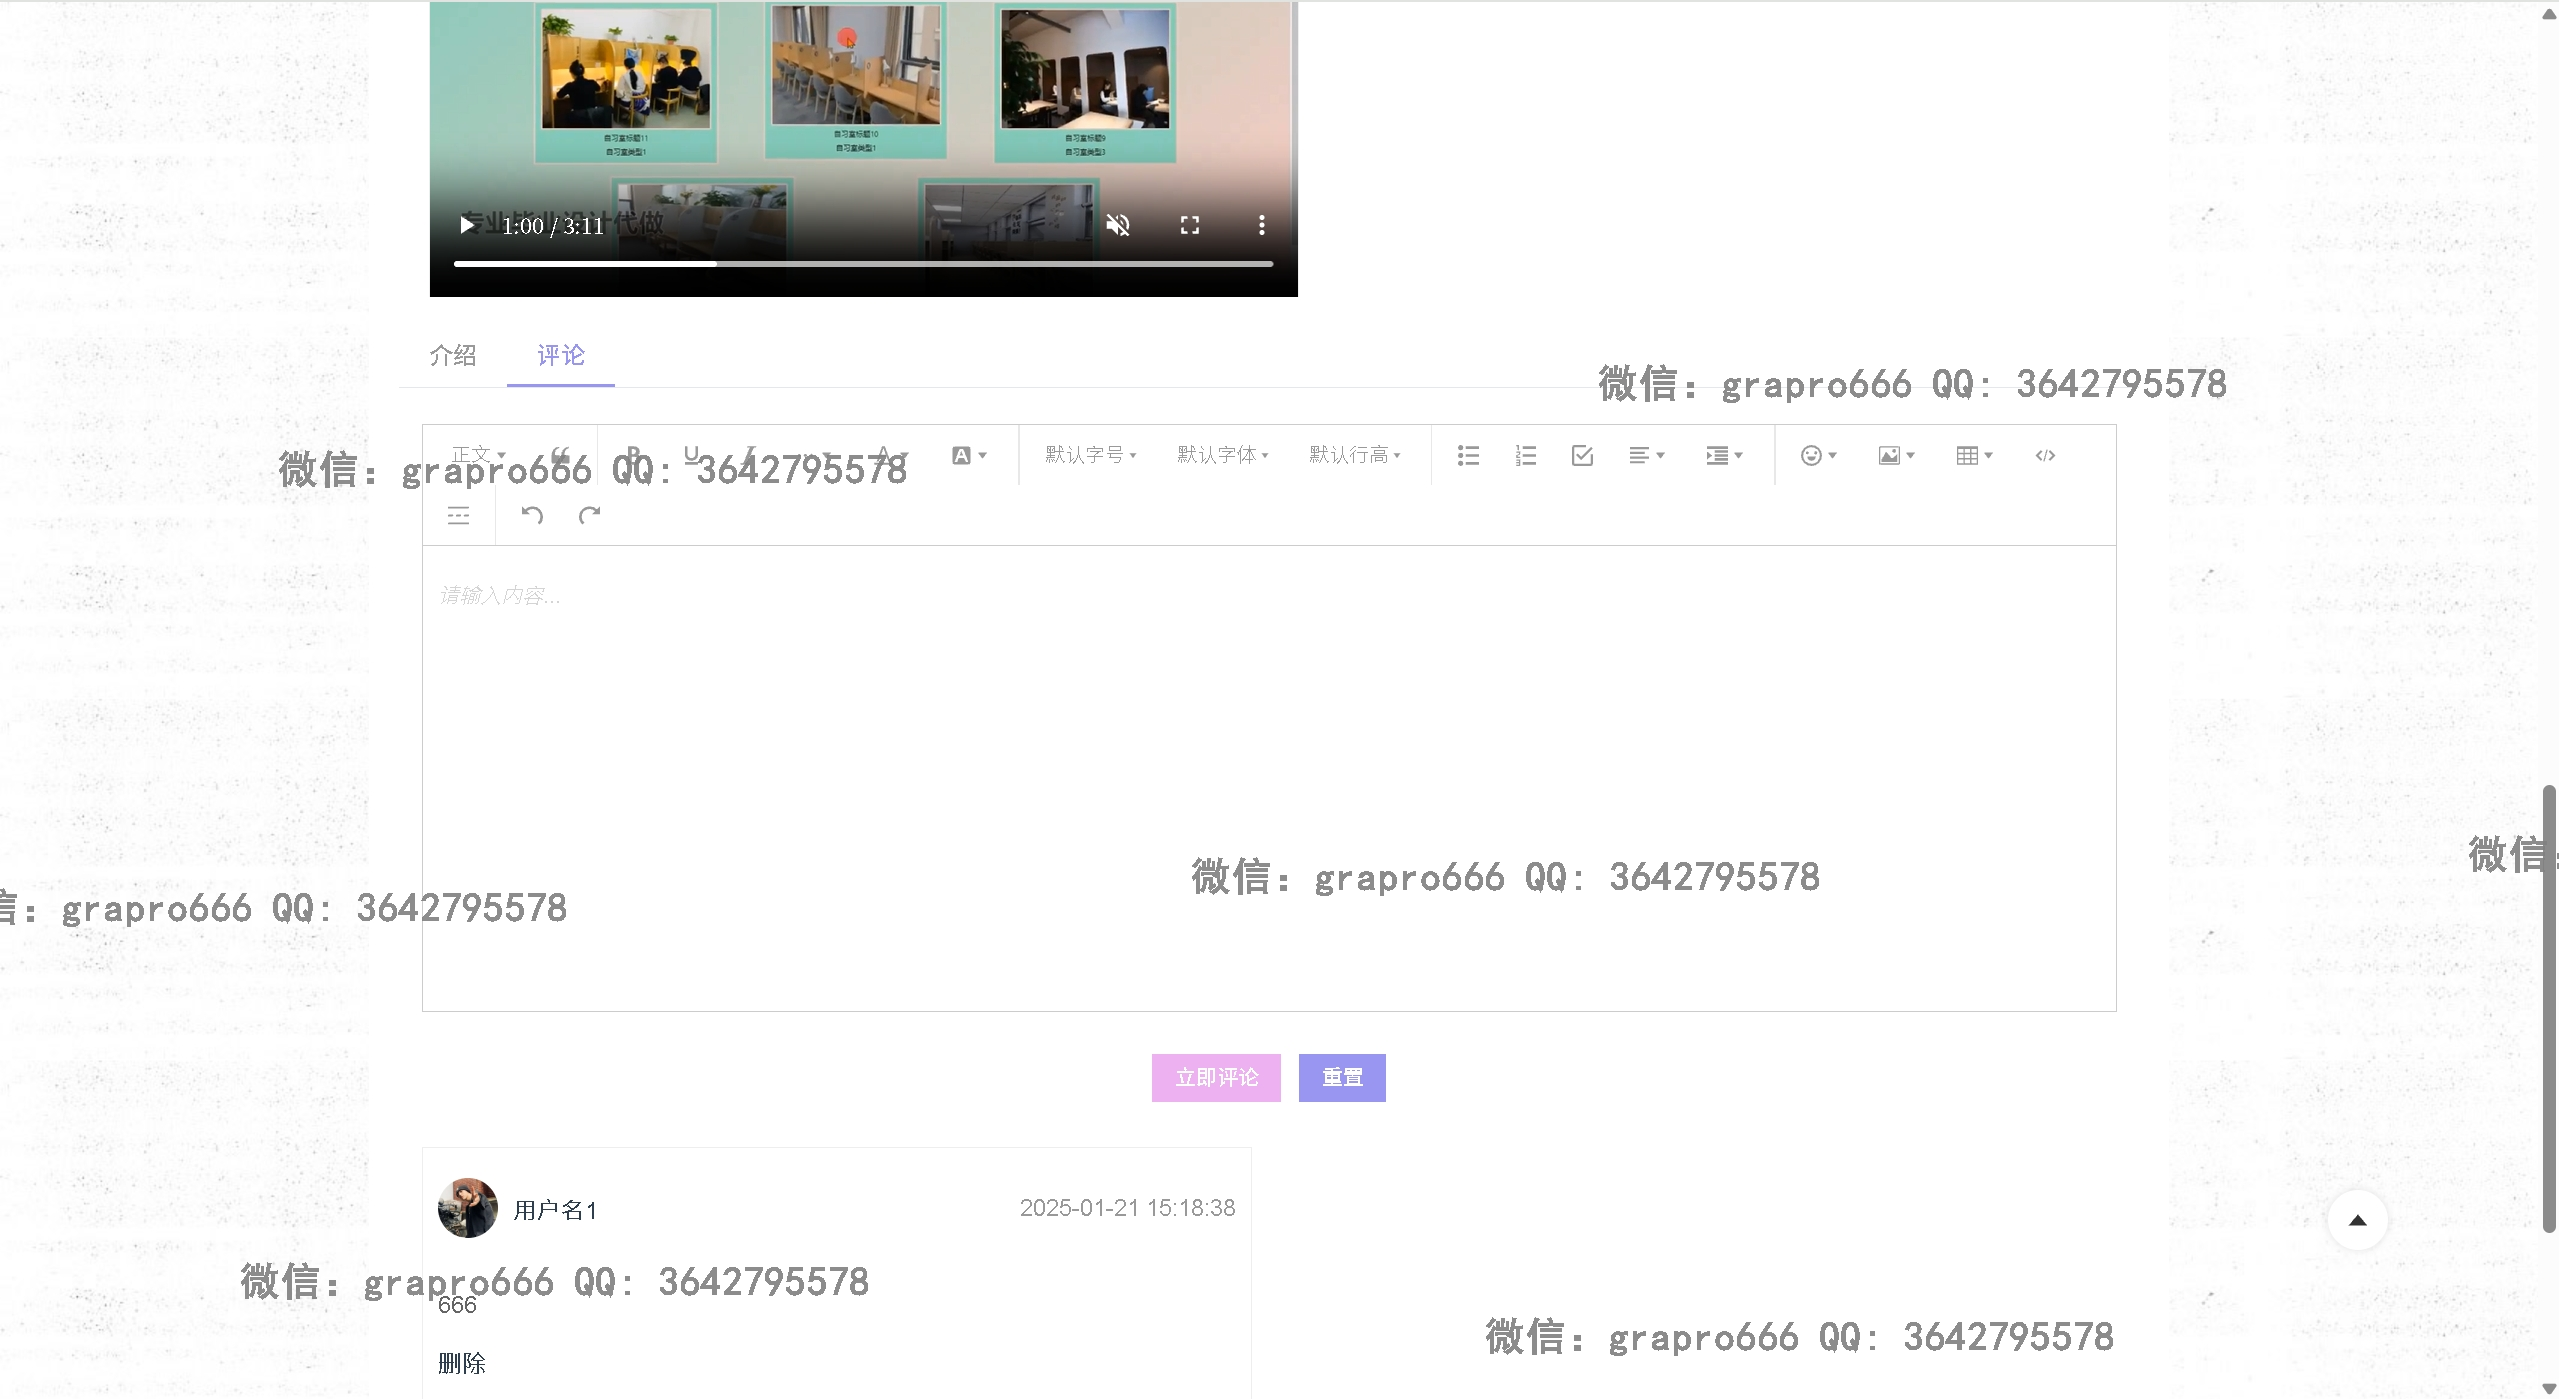 自习室标题11
自习室类型1
自习室标题10
自习室类型1
自习室标题9
自习室类型3
专业毕业设计代做
1:00 / 3:11
介绍
评论
微信：grapro666 QQ: 3642795578
正文
默认字号
默认字体
默认行高
微信：grapro666 QQ: 3642795578
请输入内容...
微信：
微信：grapro666 QQ: 3642795578
信：grapro666 QQ: 3642795578
立即评论
重置
用户名1
2025-01-21 15:18:38
微信：grapro666 QQ: 3642795578
666
微信：grapro666 QQ: 3642795578
删除